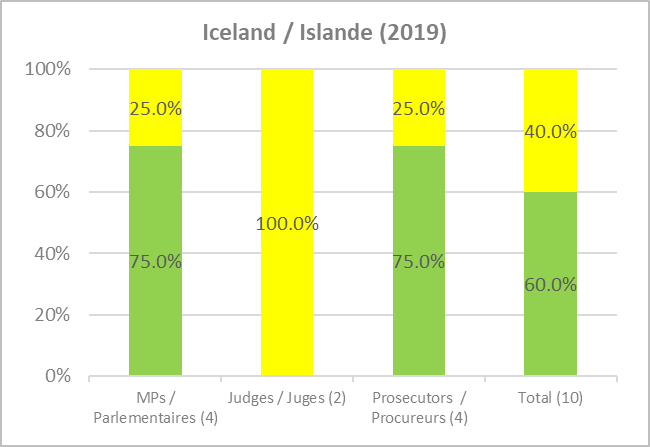 Iceland / Islande (2019)
100%
80%
60%
40%
20%
0%
25.0%
75.0%
100.0%
25.0%
75.0%
40.0%
60.0%
MPs /
Parlementaires (4)
Judges / Juges (2)
Prosecutors /
Procureurs (4)
Total (10)